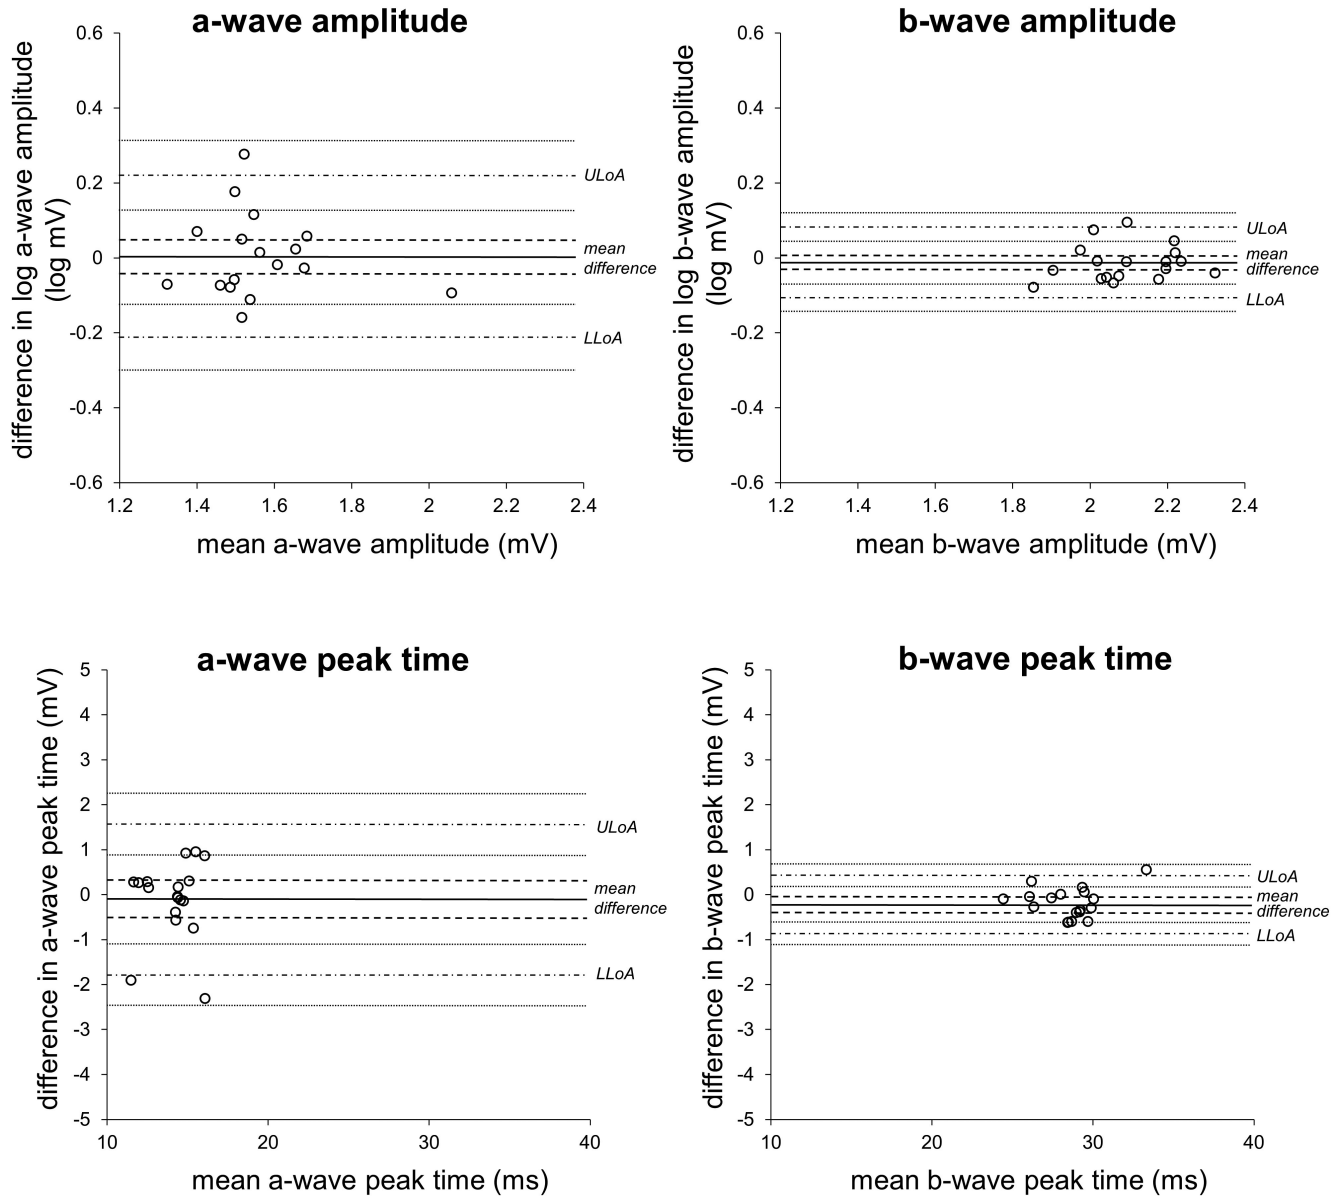 a-wave amplitude
difference in log a-wave amplitude
(log mV)
0.6
0.4
0.2
0
-0.2
-0.4
-0.6
1.2 1.4 1.6 1.8 2 2.2 2.4
mean a-wave amplitude (mV)
ULoA
mean
difference
LLoA
b-wave amplitude
difference in log b-wave amplitude
(log mV)
0.6
0.4
0.2
0
-0.2
-0.4
-0.6
1.2 1.4 1.6 1.8 2 2.2 2.4
mean b-wave amplitude (mV)
ULoA
mean
difference
LLoA
a-wave peak time
difference in a-wave peak time (mV)
5
4
3
2
1
0
-1
-2
-3
-4
-5
10 20 30 40
mean a-wave peak time (ms)
ULoA
mean
difference
LLoA
b-wave peak time
difference in b-wave peak time (mV)
5
4
3
2
1
0
-1
-2
-3
-4
-5
10 20 30 40
mean b-wave peak time (ms)
ULoA
mean
difference
LLoA